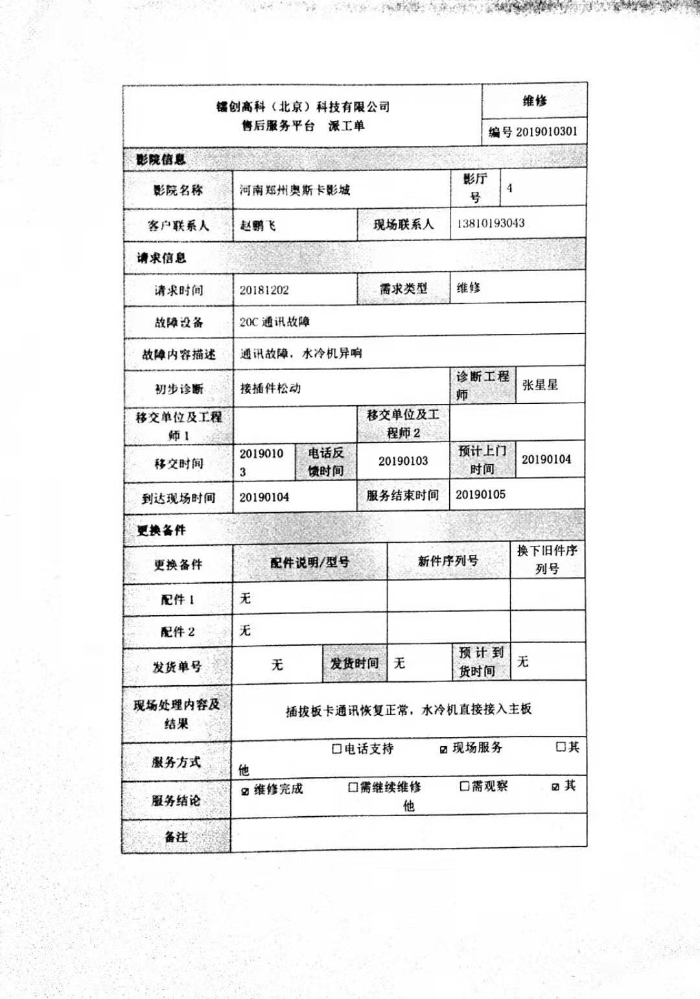 镭创高科（北京）科技有限公司
售后服务平台 派工单
维修
编号 2019010301
影院信息
影院名称 河南郑州奥斯卡影城 影厅号 4
客户联系人 赵鹏飞 现场联系人 13810193043
请求信息
请求时间 20181202 需求类型 维修
故障设备 20C 通讯故障
故障内容描述 通讯故障，水冷机异响
初步诊断 接插件松动 诊断工程师 张星星
移交单位及工程师 1 移交单位及工程师 2
移交时间 20190103 电话反馈时间 20190103 预计上门时间 20190104
到达现场时间 20190104 服务结束时间 20190105
更换备件
更换备件 配件说明/型号 新件序列号 换下旧件序列号
配件 1 无
配件 2 无
发货单号 无 发货时间 无 预计到货时间 无
现场处理内容及结果 插拔板卡通讯恢复正常，水冷机直接接入主板
服务方式 □电话支持 ☑ 现场服务 □其他
服务结论 ☑ 维修完成 □需继续维修 □需观察 ☑ 其他
备注